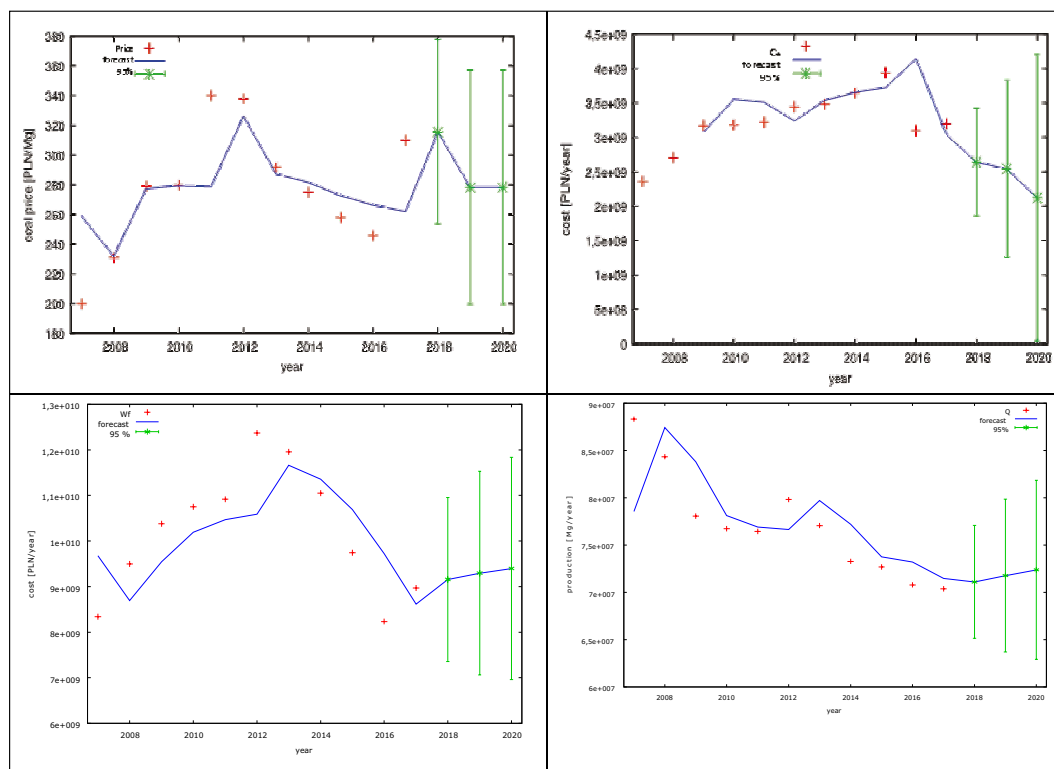 380
360
340
320
300
280
260
240
220
200
180
coal price [PLN/Mg]
Price
forecast
95%
2008 2010 2012 2014 2016 2018 2020
year
4,5e+09
4e+09
3,5e+09
3e+09
2,5e+09
2e+09
1,5e+09
1e+09
5e+08
0
cost [PLN/year]
forecast
95%
2008 2010 2012 2014 2016 2018 2020
year
1,3e+010
1,2e+010
1,1e+010
1e+010
9e+009
8e+009
7e+009
6e+009
cost [PLN/year]
Wf
forecast
95 %
2008 2010 2012 2014 2016 2018 2020
year
9e+007
8,5e+007
8e+007
7,5e+007
7e+007
6,5e+007
6e+007
production [Mg/year]
Q
forecast
95%
2008 2010 2012 2014 2016 2018 2020
year